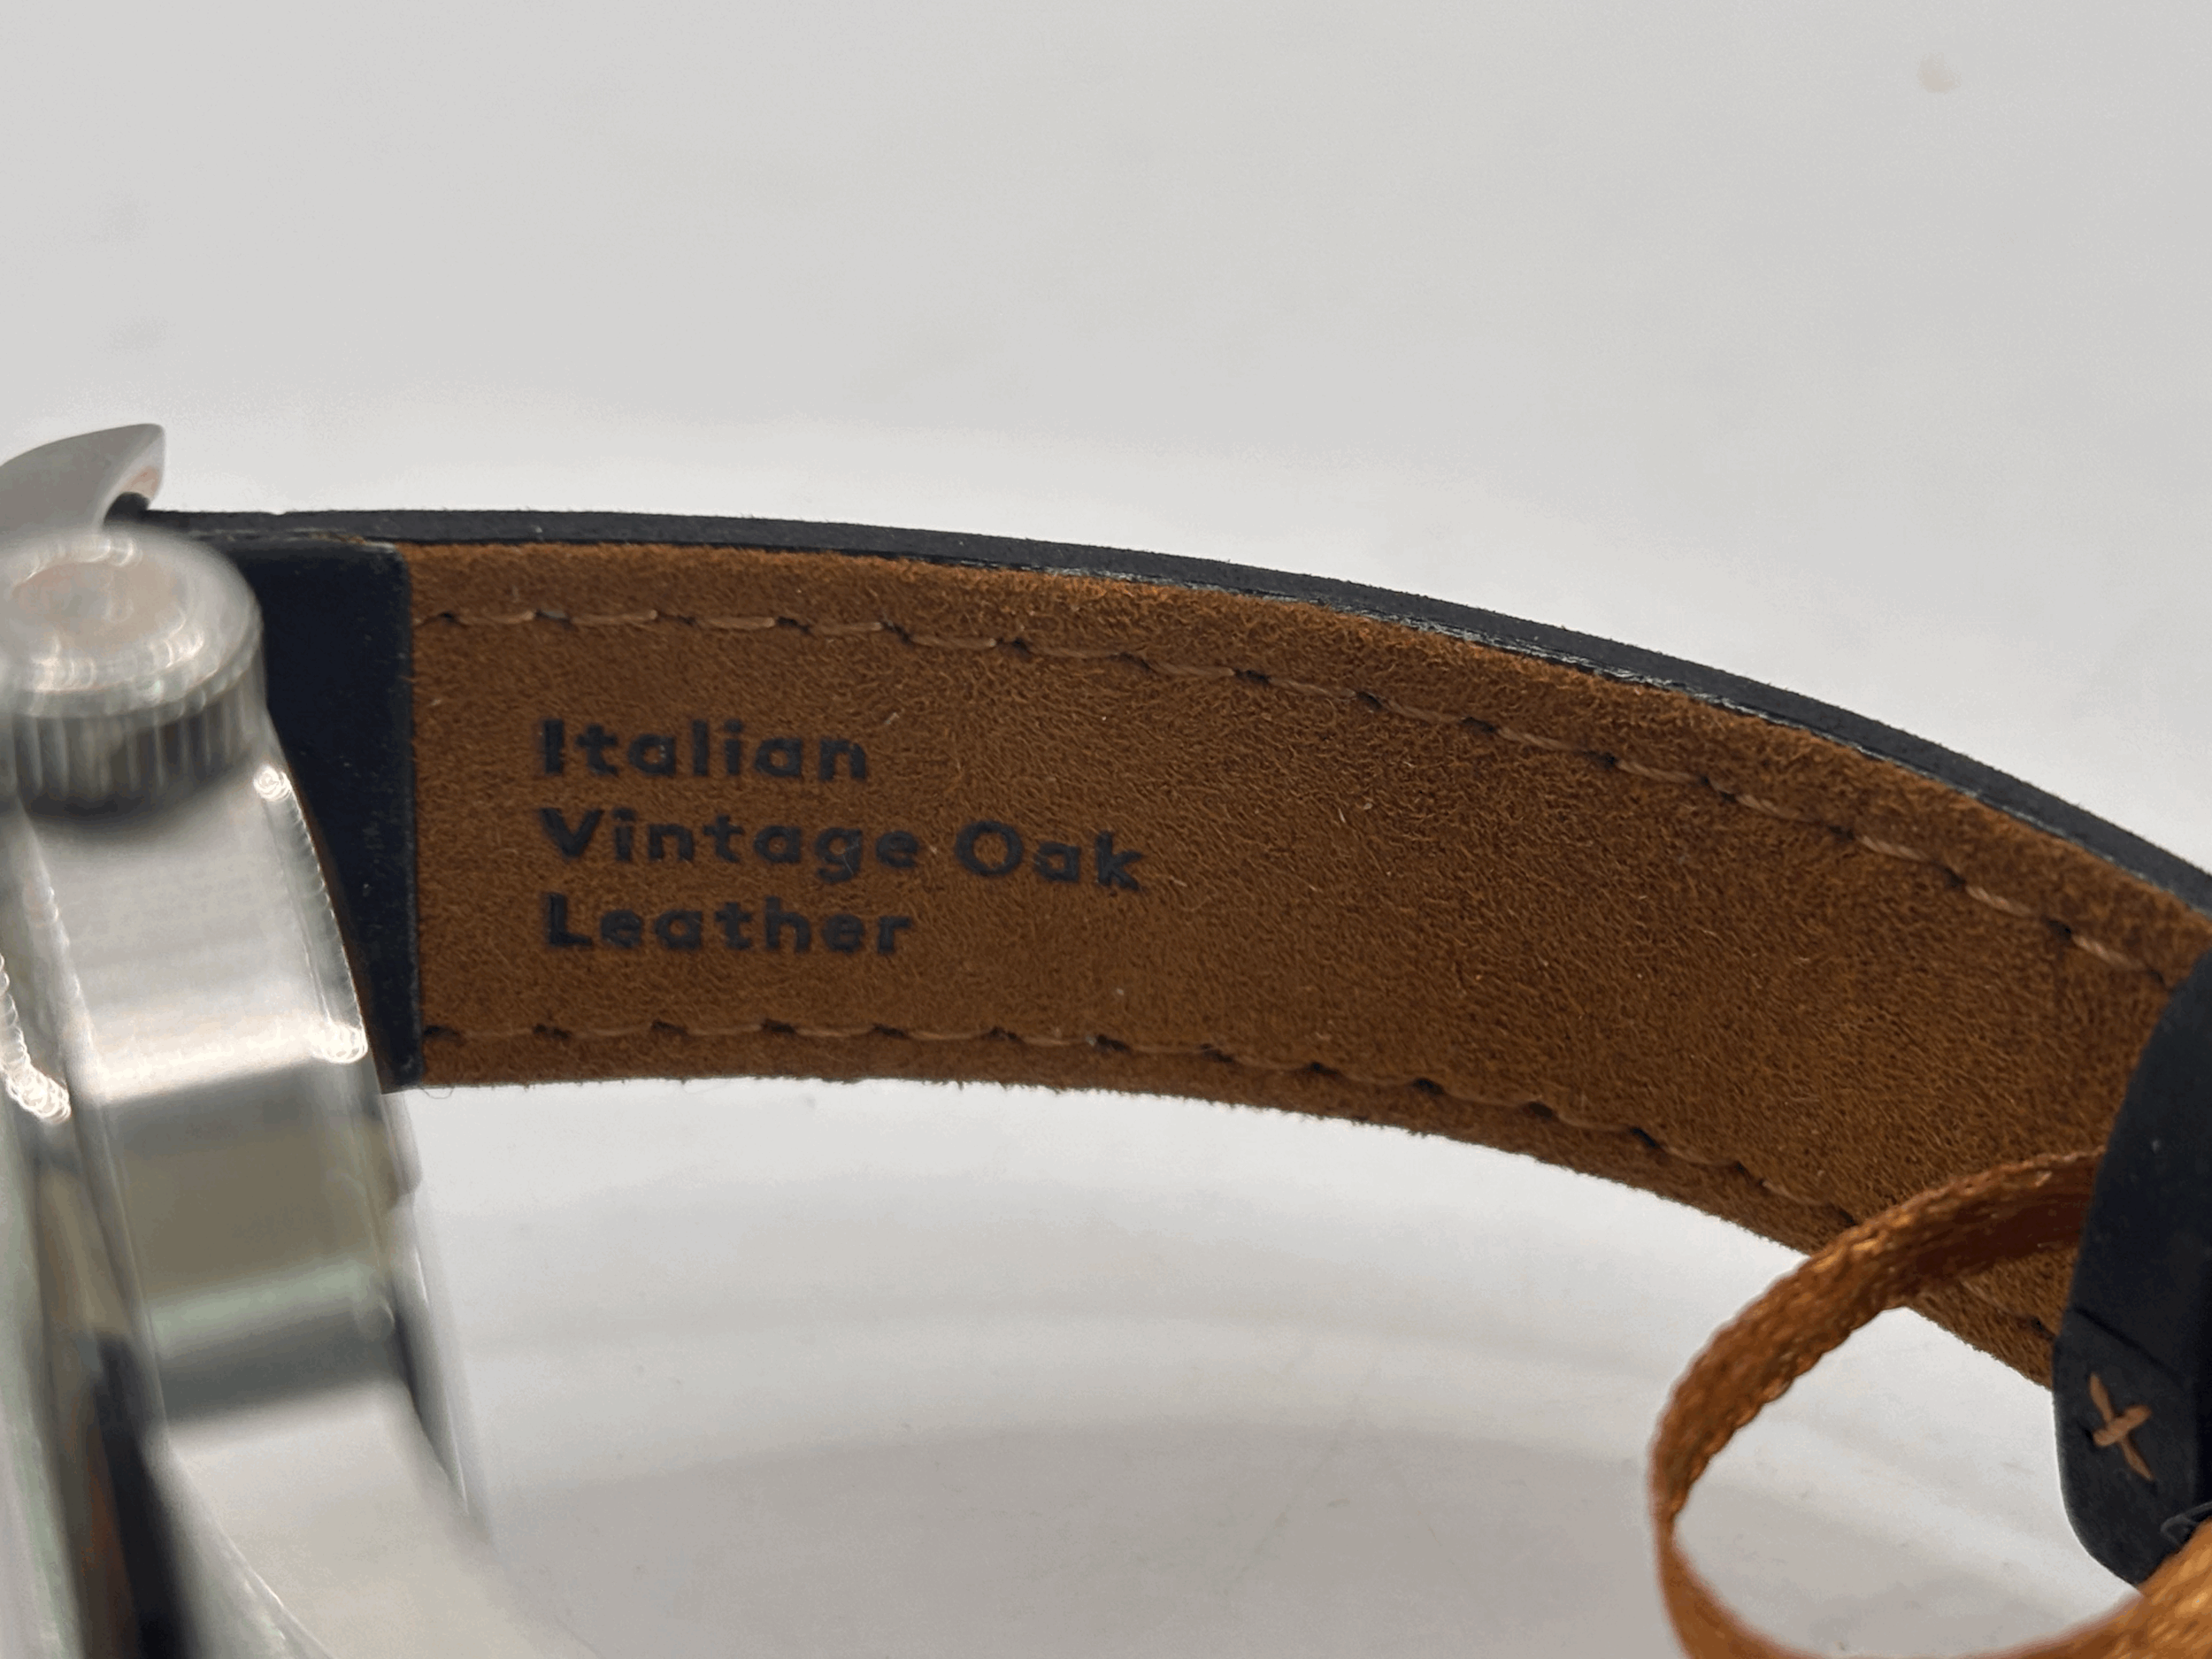 Italian
Vintage Oak
Leather